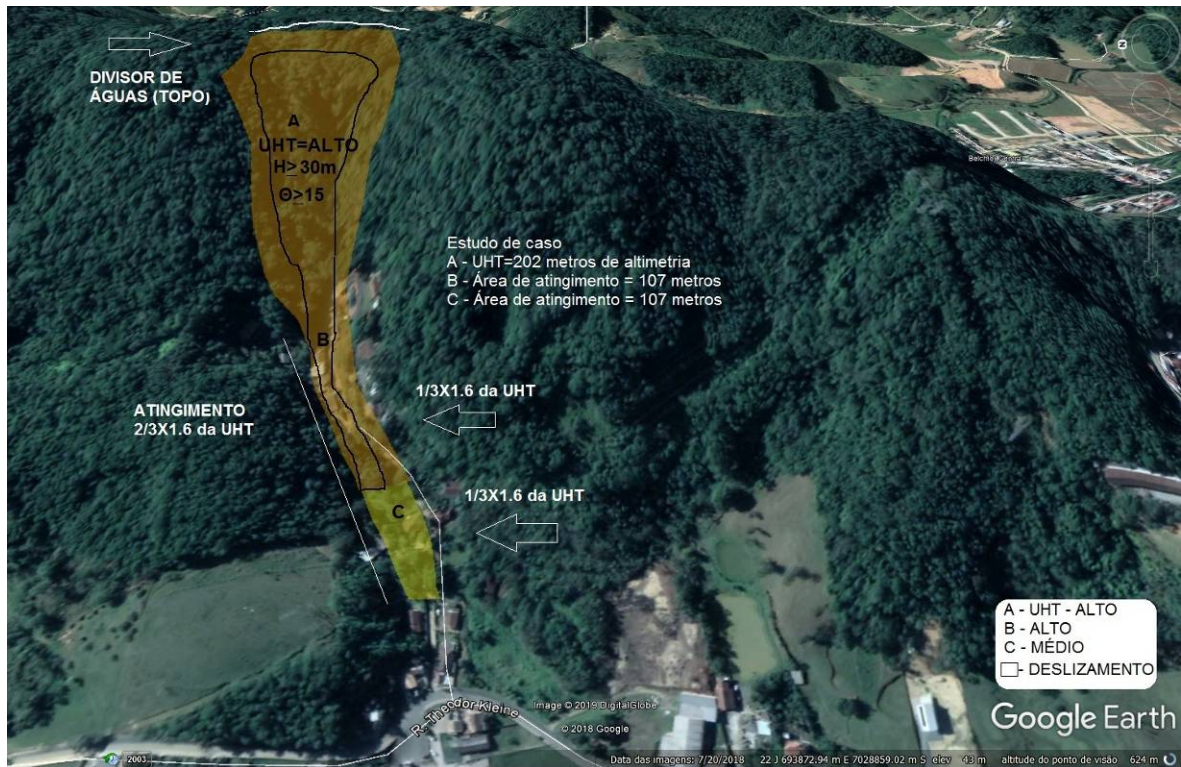 DIVISOR DE
ÁGUAS (TOPO)
A
UHT=ALTO
H≥30m
Θ≥15
Estudo de caso
A - UHT=202 metros de altimetria
B - Área de atingimento = 107 metros
C - Área de atingimento = 107 metros
B
1/3X1.6 da UHT
ATINGIMENTO
2/3X1.6 da UHT
1/3X1.6 da UHT
C
A - UHT - ALTO
B - ALTO
C - MÉDIO
- DESLIZAMENTO
R. Theodor Kleine
Image © 2019 DigitalGlobe
© 2018 Google
Google Earth
2003
Data das imagens: 7/20/2018 22 J 693872.94 m E 7028859.02 m S elev 43 m altitude do ponto de visão 624 m
N